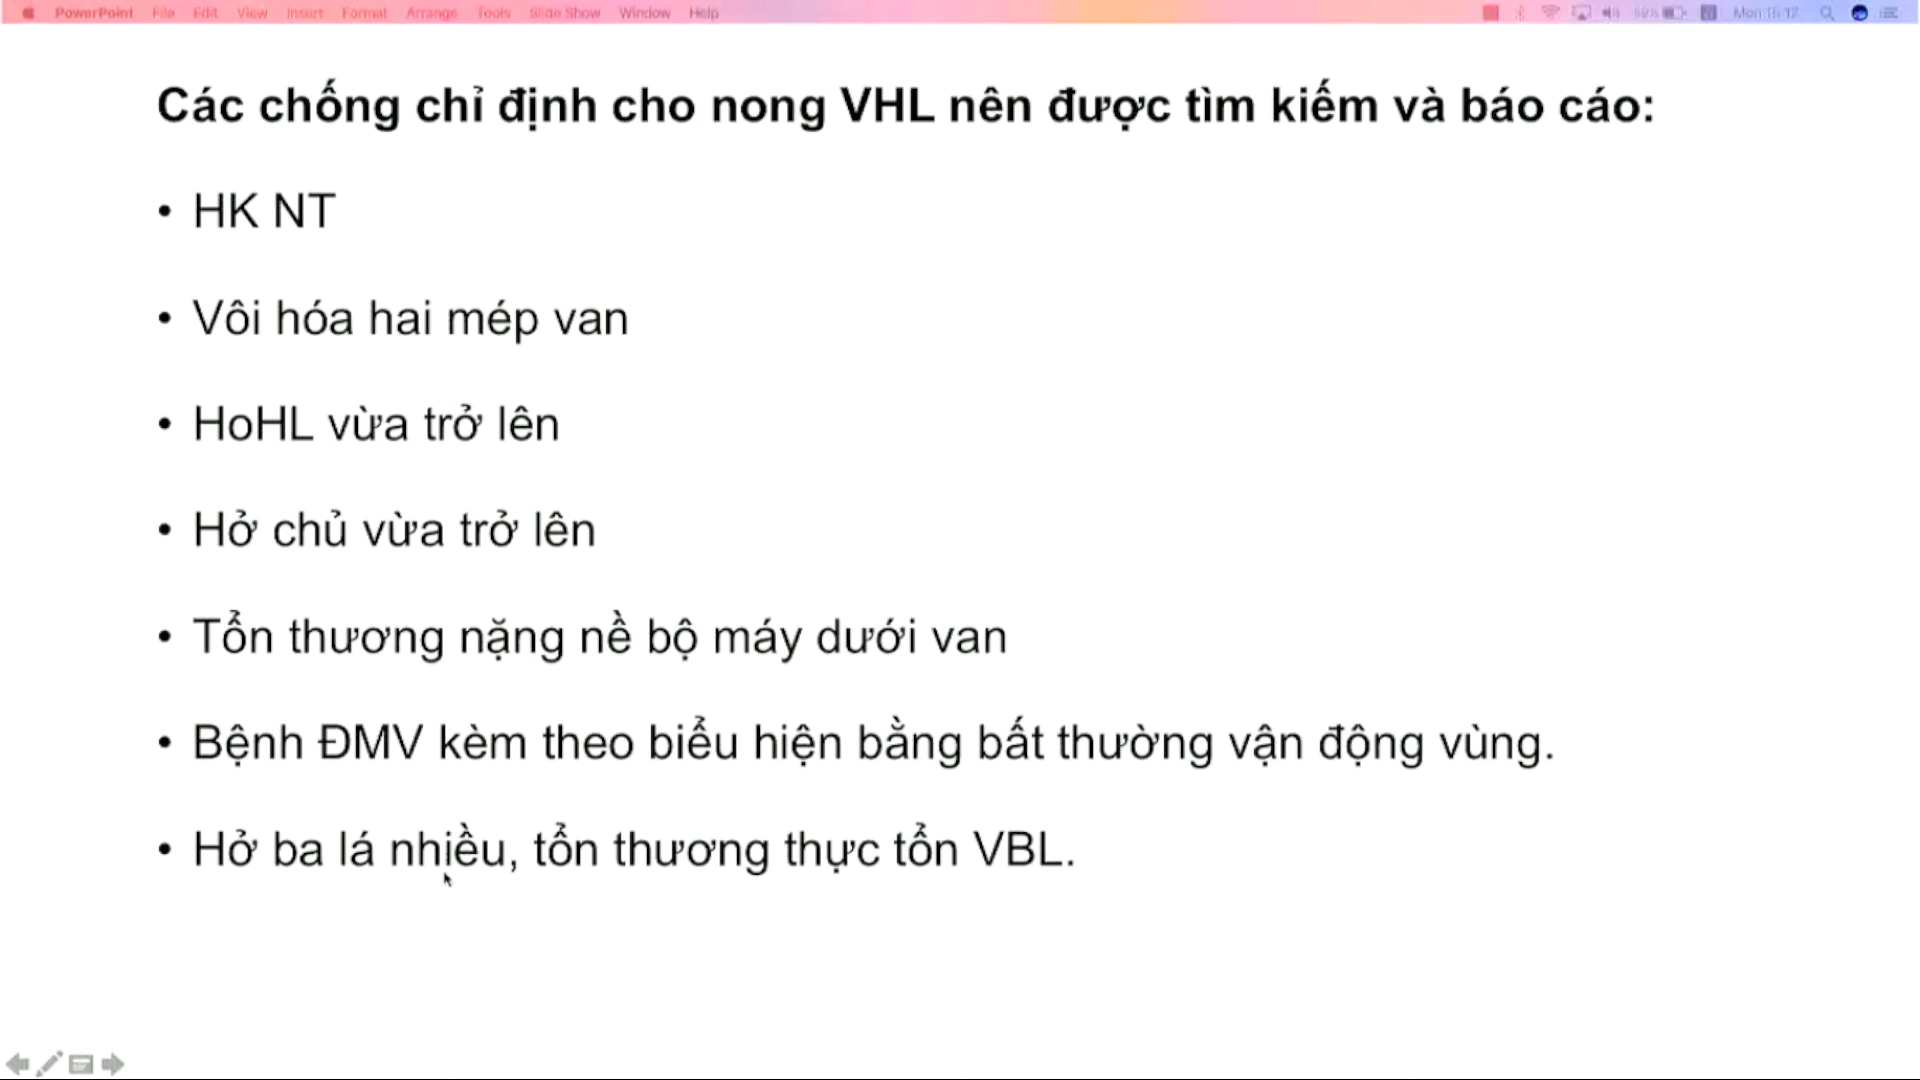 PowerPoint File Edit View Insert Format Arrange Tools Slide Show Window Help
Các chống chỉ định cho nong VHL nên được tìm kiếm và báo cáo:
• HK NT
• Vôi hóa hai mép van
• HoHL vừa trở lên
• Hở chủ vừa trở lên
• Tổn thương nặng nề bộ máy dưới van
• Bệnh ĐMV kèm theo biểu hiện bằng bất thường vận động vùng.
• Hở ba lá nhiều, tổn thương thực tổn VBL.